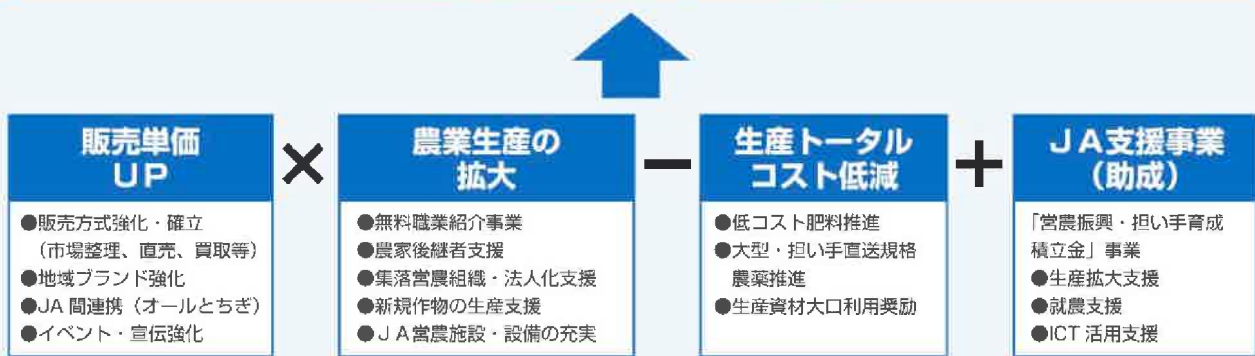 販売単価
UP
×
農業生産の
拡大
－
生産トータル
コスト低減
＋
ＪＡ支援事業
（助成）
●販売方式強化・確立
（市場整理、直売、買取等）
●地域ブランド強化
●JA 間連携（オールとちぎ）
●イベント・宣伝強化
●無料職業紹介事業
●農家後継者支援
●集落営農組織・法人化支援
●新規作物の生産支援
●ＪＡ営農施設・設備の充実
●低コスト肥料推進
●大型・担い手直送規格
農薬推進
●生産資材大口利用奨励
「営農振興・担い手育成
積立金」事業
●生産拡大支援
●就農支援
●ICT 活用支援